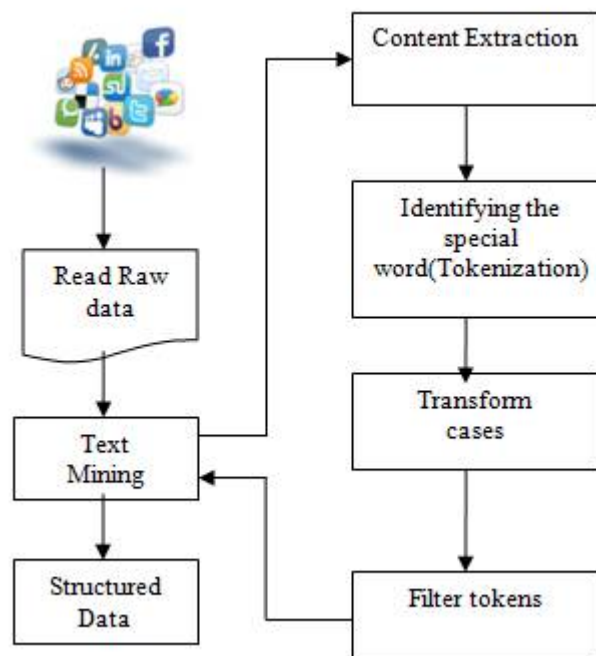 Read Raw
data
Text
Mining
Structured
Data
Content Extraction
Identifying the
special
word(Tokenization)
Transform
cases
Filter tokens